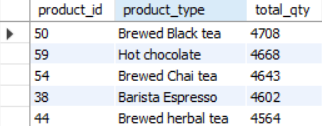 product_id product_type total_qty
50 Brewed Black tea 4708
59 Hot chocolate 4668
54 Brewed Chai tea 4643
38 Barista Espresso 4602
44 Brewed herbal tea 4564